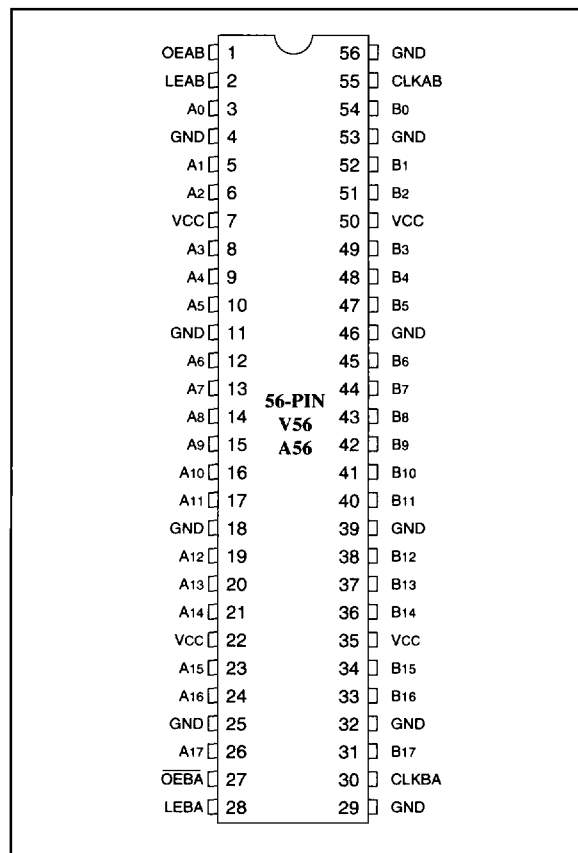 OEAB 1 56 GND
LEAB 2 55 CLKAB
A0 3 54 B0
GND 4 53 GND
A1 5 52 B1
A2 6 51 B2
VCC 7 50 VCC
A3 8 49 B3
A4 9 48 B4
A5 10 47 B5
GND 11 46 GND
A6 12 45 B6
A7 13 44 B7
56-PIN
A8 14 43 B8
V56
A9 15 42 B9
A56
A10 16 41 B10
A11 17 40 B11
GND 18 39 GND
A12 19 38 B12
A13 20 37 B13
A14 21 36 B14
VCC 22 35 VCC
A15 23 34 B15
A16 24 33 B16
GND 25 32 GND
A17 26 31 B17
O̅E̅B̅A̅ 27 30 CLKBA
LEBA 28 29 GND